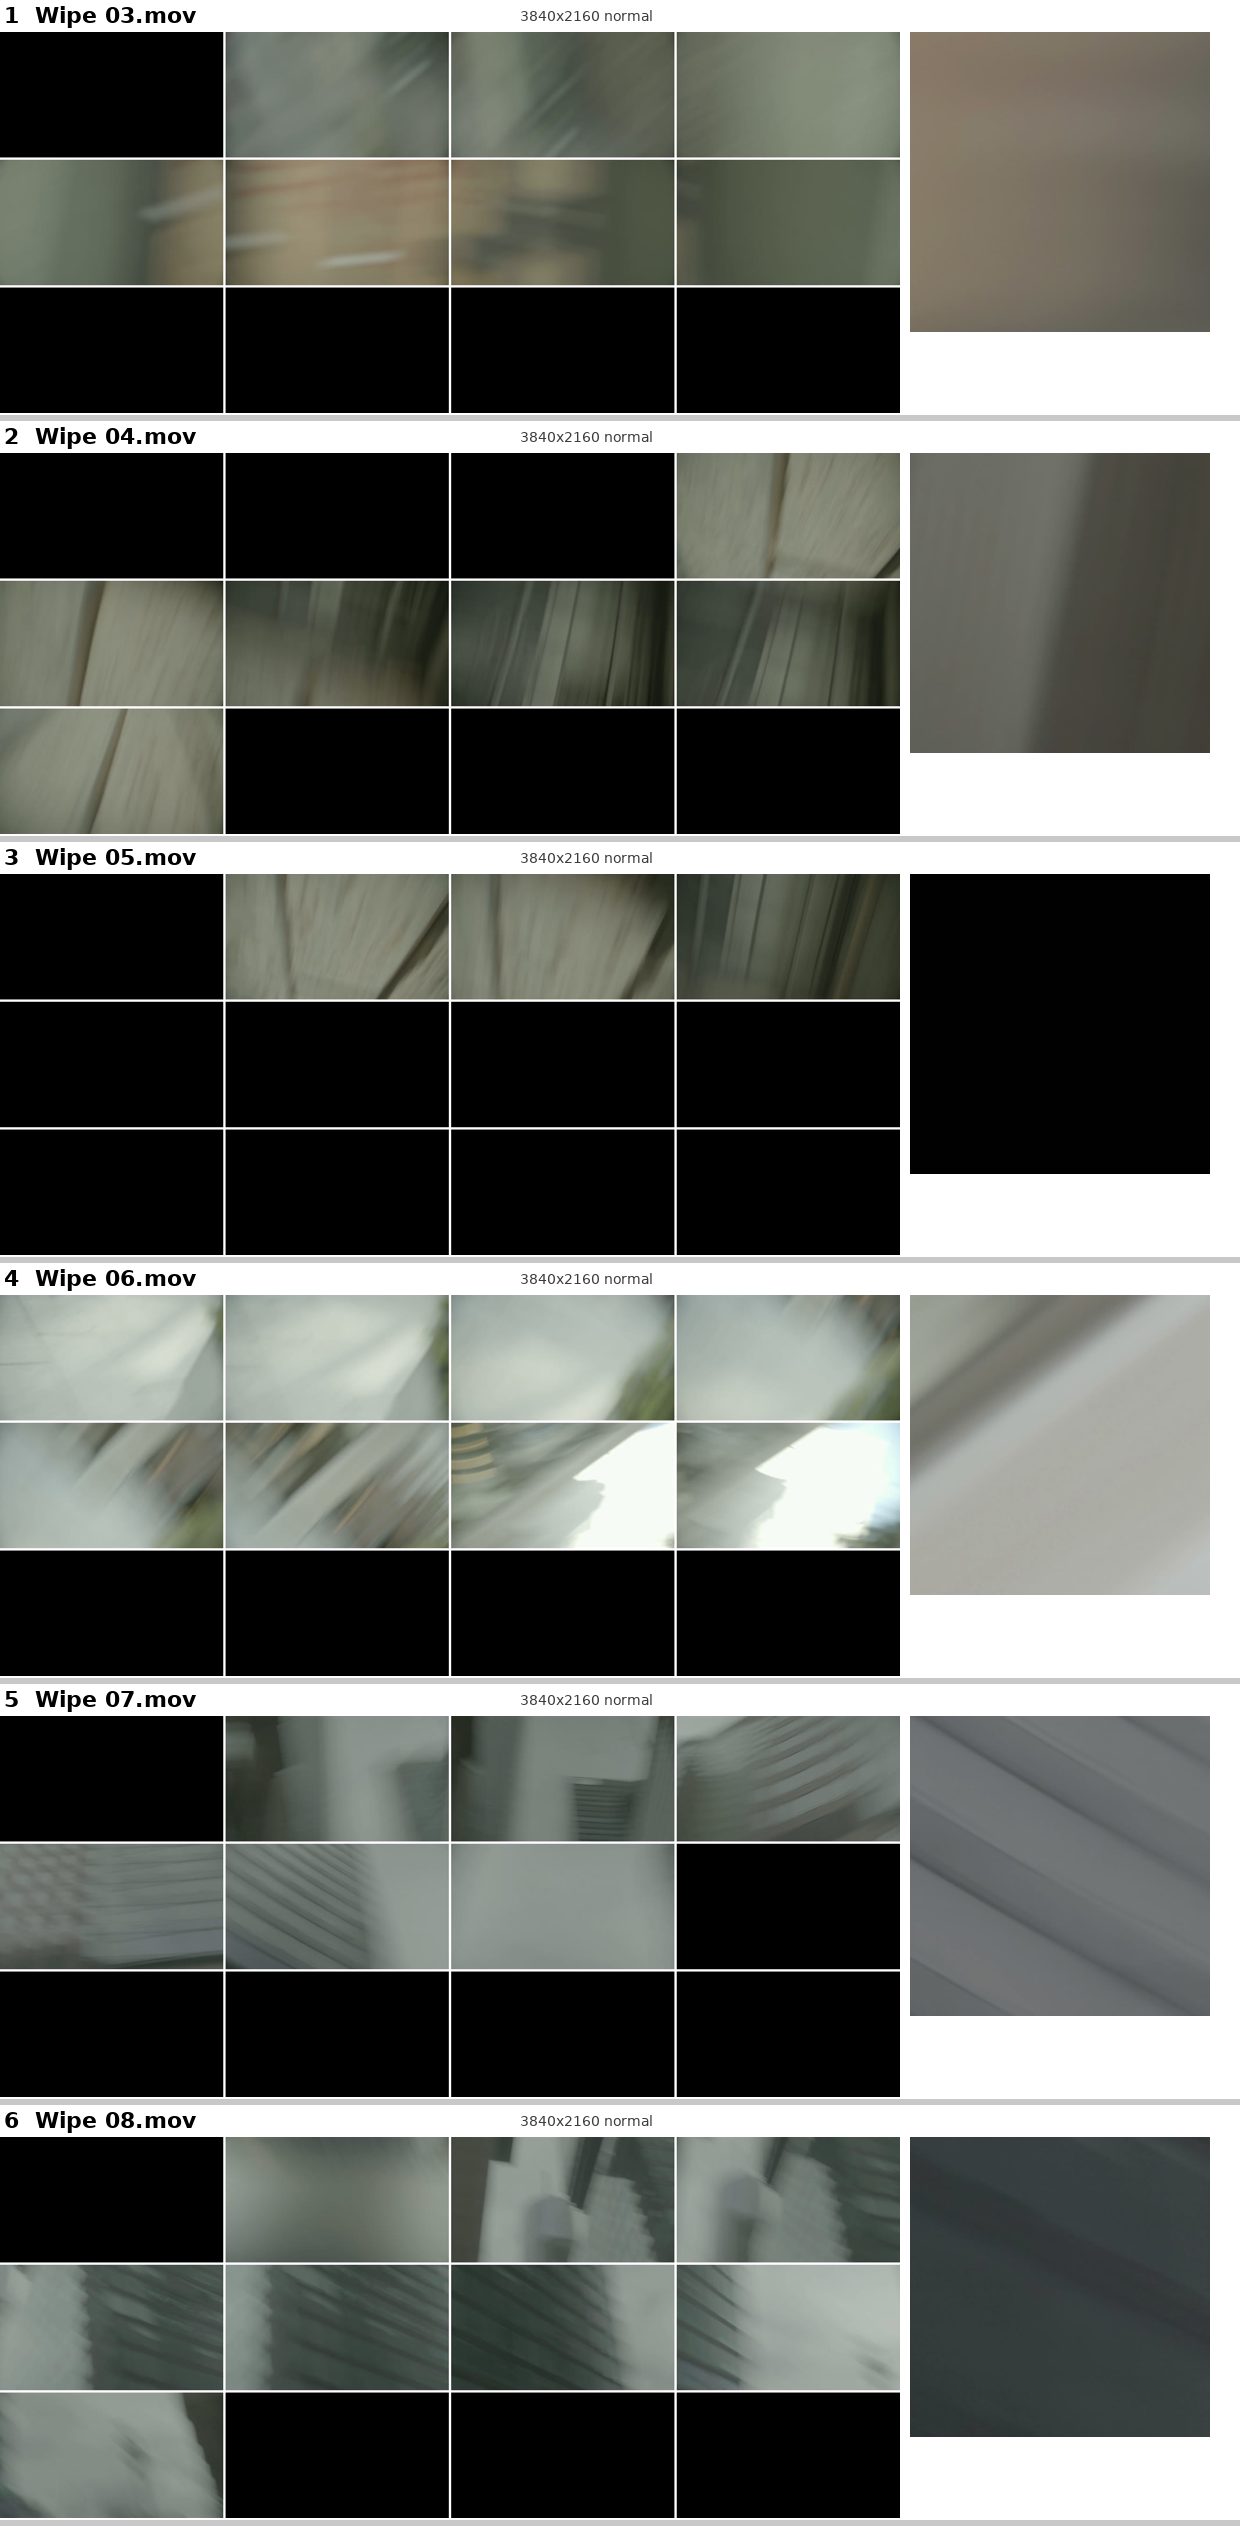 1 Wipe 03.mov 3840x2160 normal
2 Wipe 04.mov 3840x2160 normal
3 Wipe 05.mov 3840x2160 normal
4 Wipe 06.mov 3840x2160 normal
5 Wipe 07.mov 3840x2160 normal
6 Wipe 08.mov 3840x2160 normal